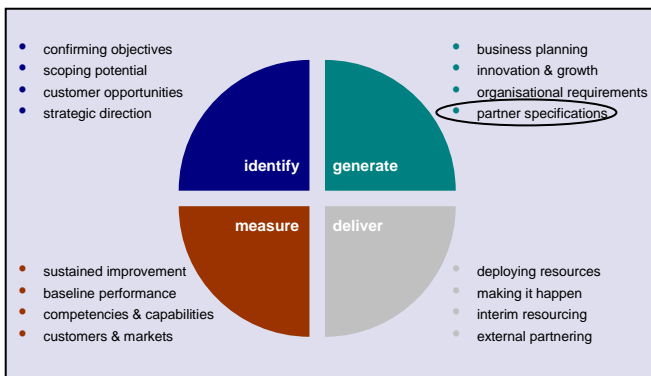 confirming objectives
scoping potential
customer opportunities
strategic direction
business planning
innovation & growth
organisational requirements
partner specifications
identify
generate
measure
deliver
sustained improvement
baseline performance
competencies & capabilities
customers & markets
deploying resources
making it happen
interim resourcing
external partnering